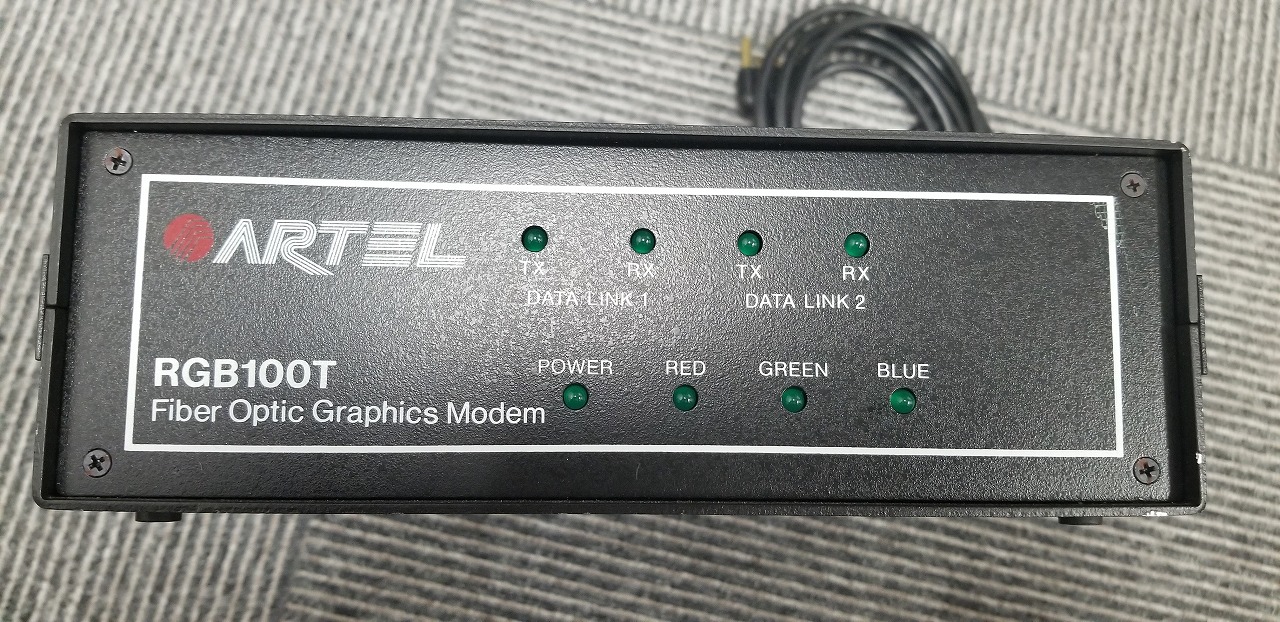 ARTEL
TX RX TX RX
DATA LINK 1 DATA LINK 2
POWER RED GREEN BLUE
RGB100T
Fiber Optic Graphics Modem